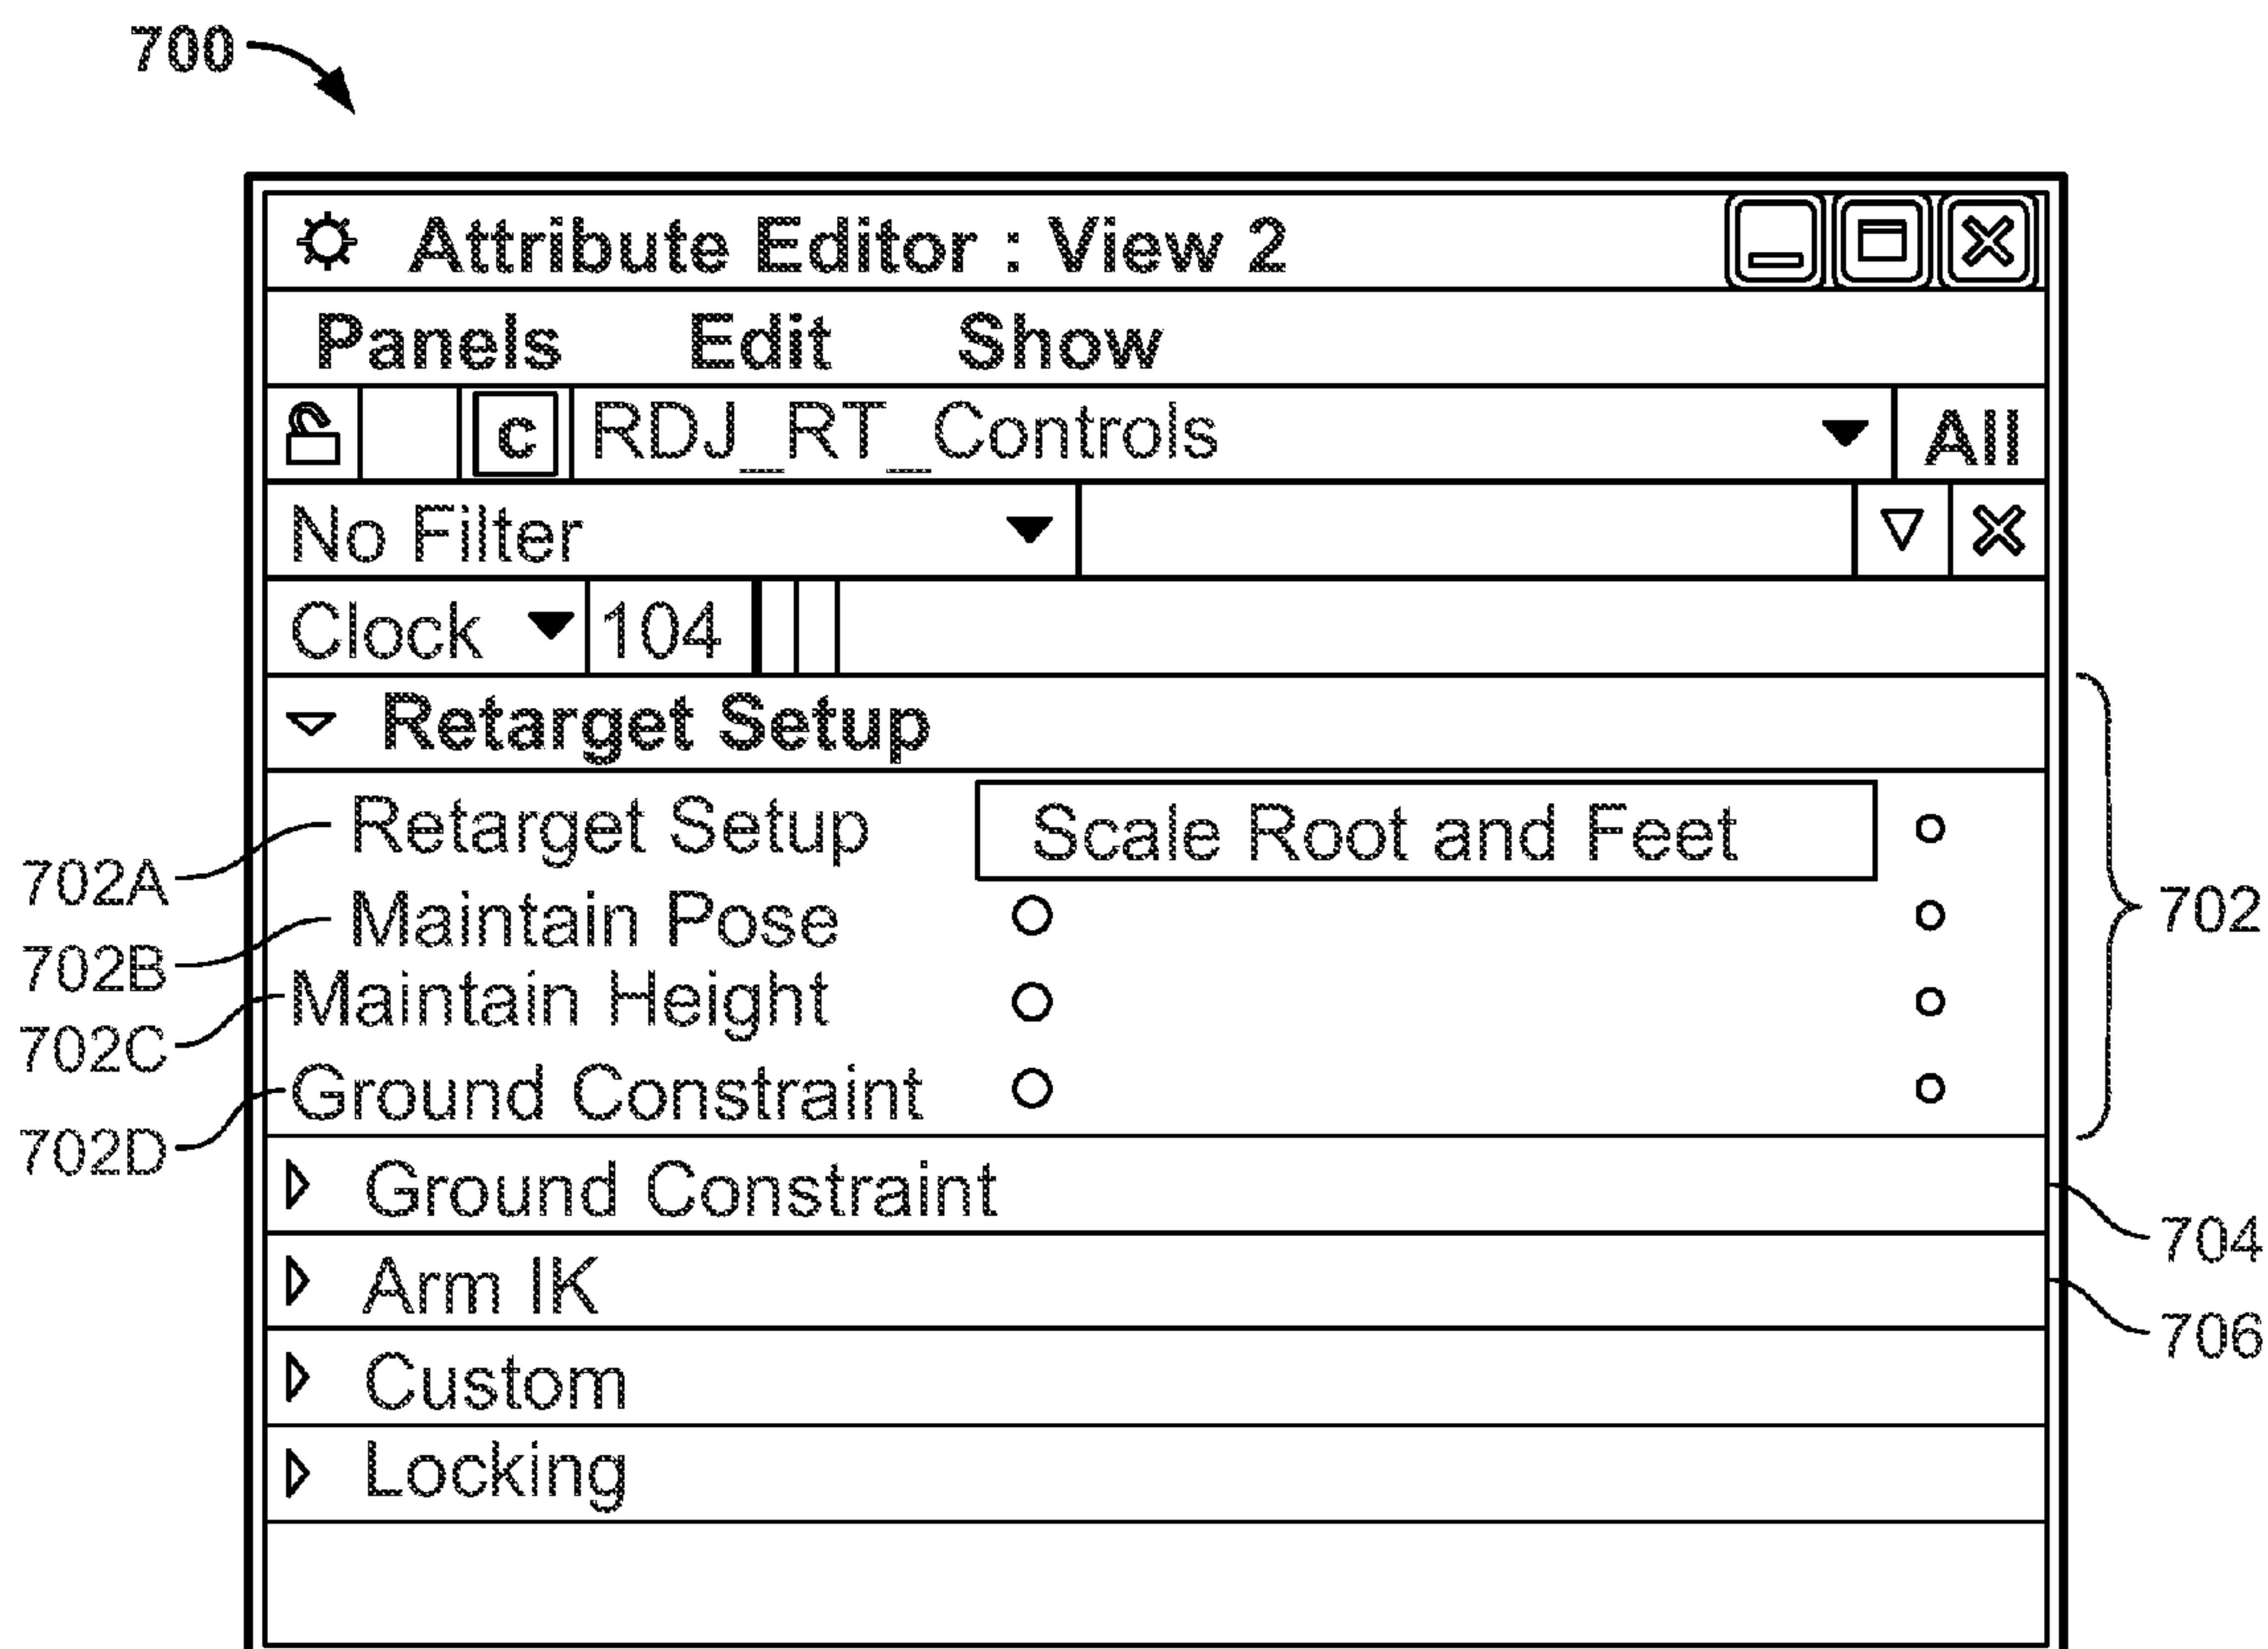 700
Attribute Editor : View 2
Panels Edit Show
c RDJ_RT_Controls All
No Filter
Clock 104
Retarget Setup
702A Retarget Setup Scale Root and Feet
702B Maintain Pose 702
702C Maintain Height
702D Ground Constraint
Ground Constraint 704
Arm IK 706
Custom
Locking